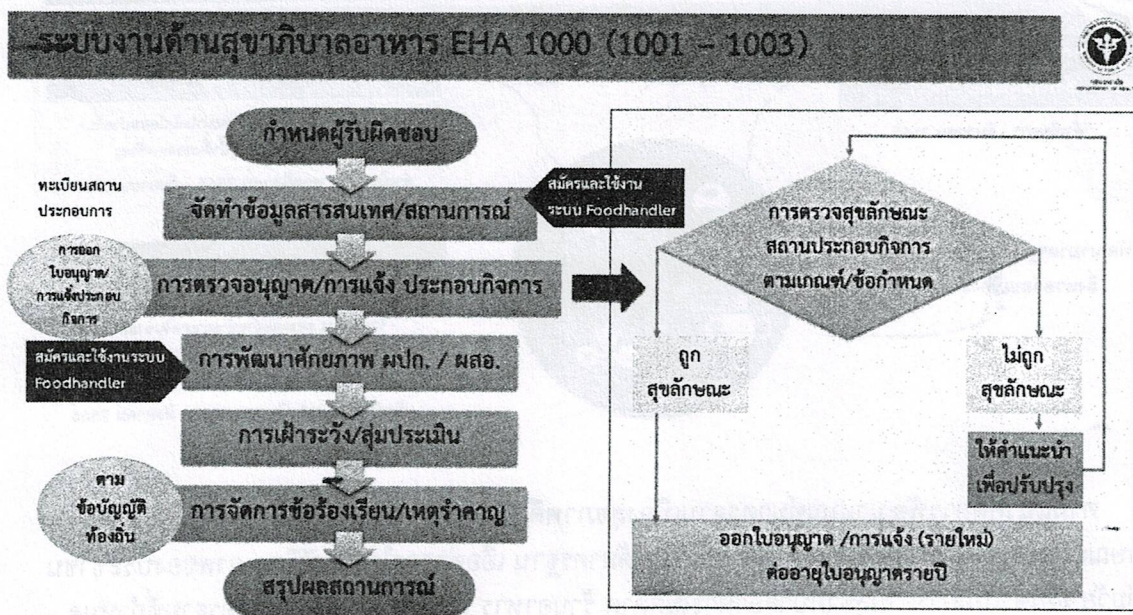 ระบบงานด้านสุขาภิบาลอาหาร EHA 1000 (1001 – 1003)
กำหนดผู้รับผิดชอบ
ทะเบียนสถาน
ประกอบการ
จัดทำข้อมูลสารสนเทศ/สถานการณ์
สมัครและใช้งาน
ระบบ Foodhandler
การออก
ใบอนุญาต/
การแจ้งประกอบ
กิจการ
การตรวจอนุญาต/การแจ้ง ประกอบกิจการ
สมัครและใช้งานระบบ
Foodhandler
การพัฒนาศักยภาพ ผปก. / ผสอ.
การเฝ้าระวัง/สุ่มประเมิน
ตาม
ข้อบัญญัติ
ท้องถิ่น
การจัดการข้อร้องเรียน/เหตุรำคาญ
สรุปผลสถานการณ์
การตรวจสุขลักษณะ
สถานประกอบกิจการ
ตามเกณฑ์/ข้อกำหนด
ถูก
สุขลักษณะ
ไม่ถูก
สุขลักษณะ
ให้คำแนะนำ
เพื่อปรับปรุง
ออกใบอนุญาต /การแจ้ง (รายใหม่)
ต่ออายุใบอนุญาตรายปี